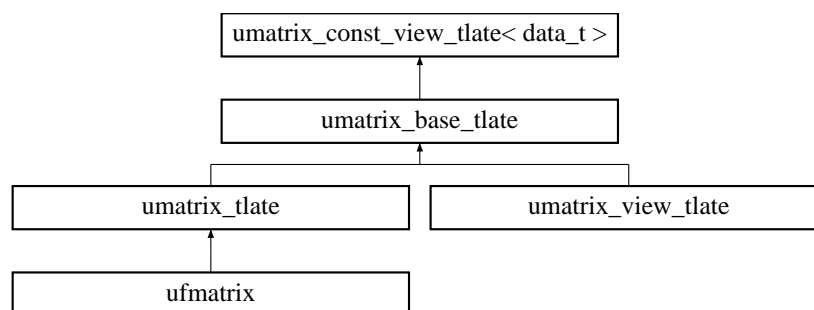 umatrix_const_view_tlate< data_t >
umatrix_base_tlate
umatrix_tlate
umatrix_view_tlate
ufmatrix